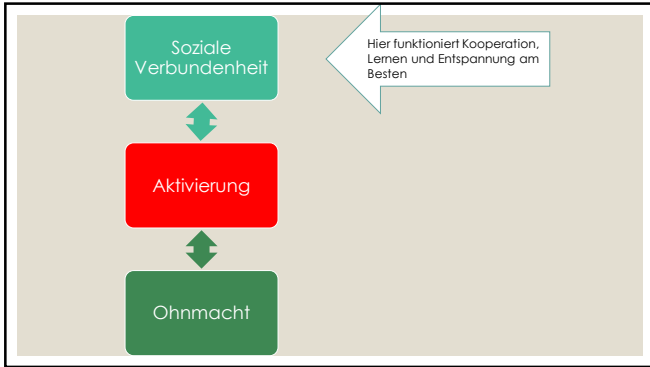 Soziale
Verbundenheit
Hier funktioniert Kooperation,
Lernen und Entspannung am
Besten
Aktivierung
Ohnmacht